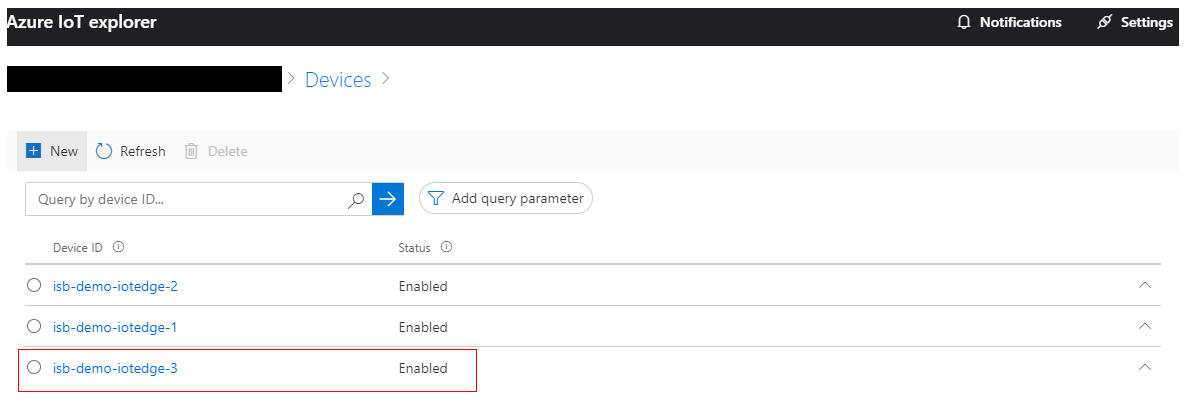 Azure IoT explorer Notifications Settings
Devices
New Refresh Delete
Query by device ID... Add query parameter
Device ID Status
isb-demo-iotedge-2 Enabled
isb-demo-iotedge-1 Enabled
isb-demo-iotedge-3 Enabled